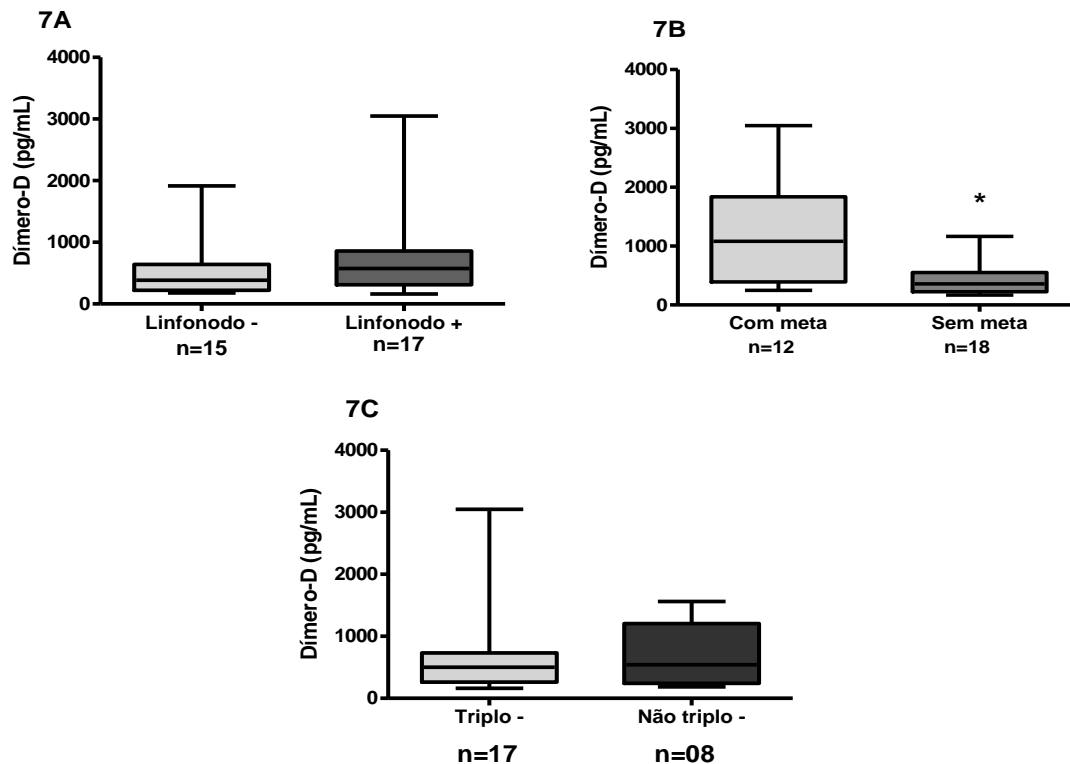 7A
Dímero-D (pg/mL)
4000
3000
2000
1000
0
Linfonodo -
n=15
Linfonodo +
n=17
7B
Dímero-D (pg/mL)
4000
3000
2000
1000
0
*
Com meta
n=12
Sem meta
n=18
7C
Dímero-D (pg/mL)
4000
3000
2000
1000
0
Triplo -
n=17
Não triplo -
n=08